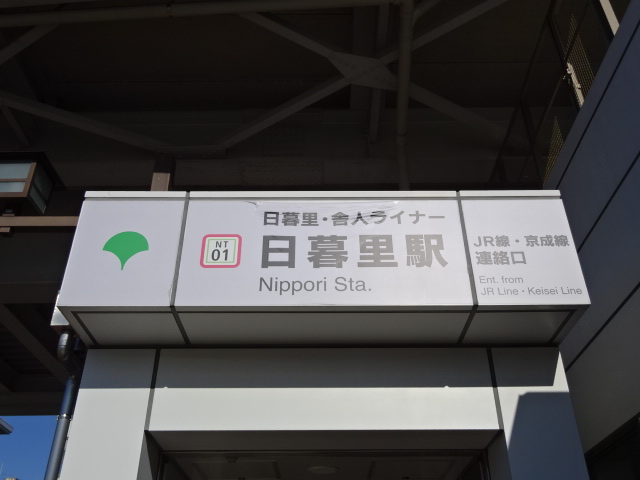 日暮里・舎人ライナー
NT
01
日暮里駅
Nippori Sta.
JR線・京成線
連絡口
Ent. from
JR Line・Keisei Line